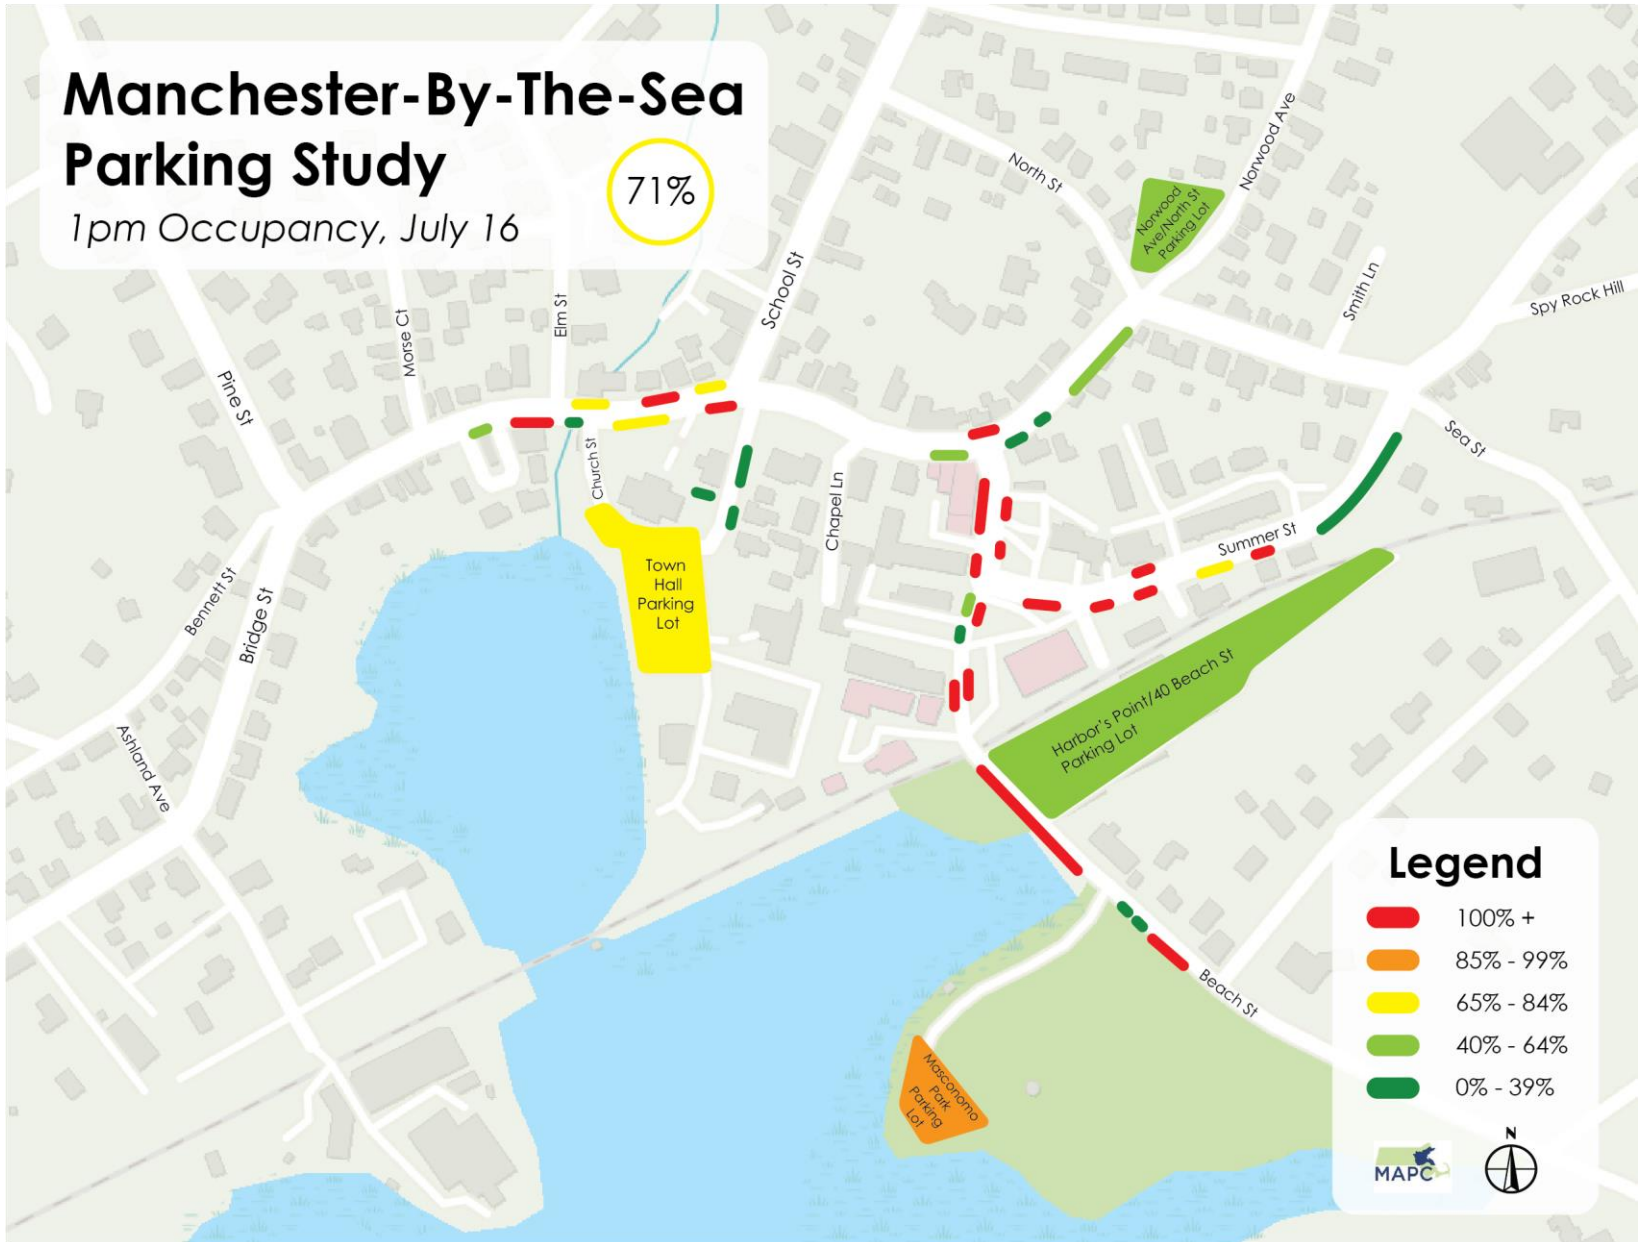 Manchester-By-The-Sea
Parking Study
1pm Occupancy, July 16
71%
North St
Norwood Ave
Norwood
Ave/North St
Parking Lot
School St
Smith Ln
Spy Rock Hill
Elm St
Morse Ct
Pine St
Church St
Chapel Ln
Sea St
Summer St
Town
Hall
Parking
Lot
Bennett St
Bridge St
Ashland Ave
Harbor's Point/40 Beach St
Parking Lot
Beach St
Masconomo
Park
Parking
Lot
Legend
100% +
85% - 99%
65% - 84%
40% - 64%
0% - 39%
MAPC
N